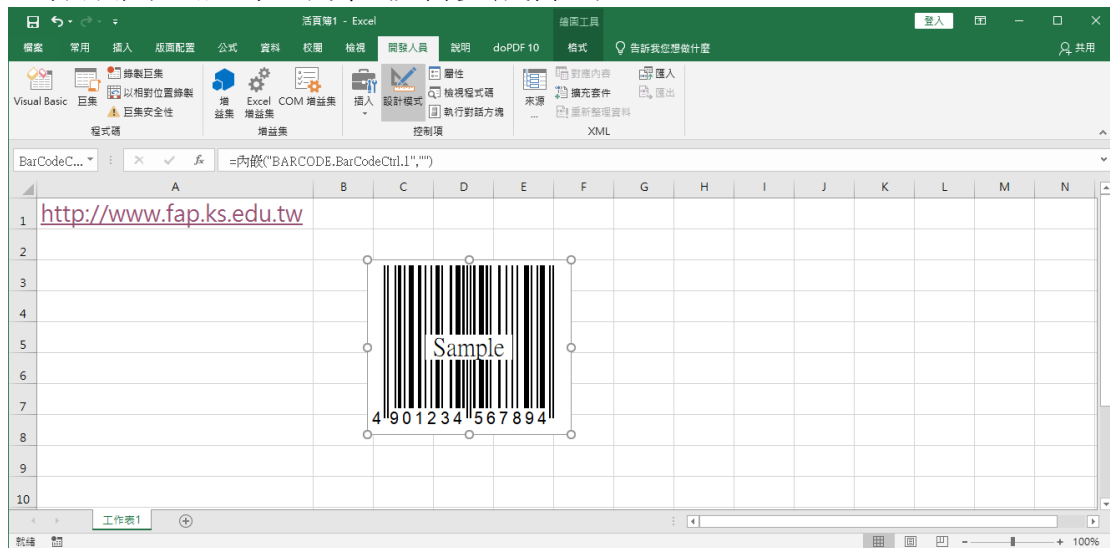 活頁簿1 - Excel
繪圖工具
登入
檔案 常用 插入 版面配置 公式 資料 校閱 檢視 開發人員 說明 doPDF 10 格式 告訴我您想做什麼 共用
Visual Basic
巨集
錄製巨集
以相對位置錄製
巨集安全性
程式碼
增益集
Excel 增益集
COM 增益集
增益集
插入
設計模式
屬性
檢視程式碼
執行對話方塊
控制項
來源
...
對應內容
擴充套件
重新整理資料
匯入
匯出
XML
BarCodeC...
fx
=內嵌("BARCODE.BarCodeCtrl.1","")
A B C D E F G H I J K L M N
1 http://www.fap.ks.edu.tw
2
3
4
5
6
7
8
9
10
Sample
4 901234 567894
工作表1
就緒
100%